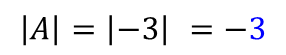 |A| = |−3| = −3